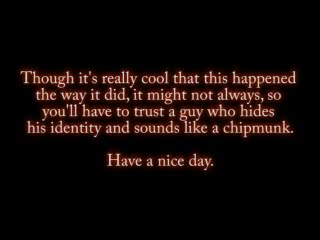 Though it's really cool that this happened
the way it did, it might not always, so
you'll have to trust a guy who hides
his identity and sounds like a chipmunk.
Have a nice day.